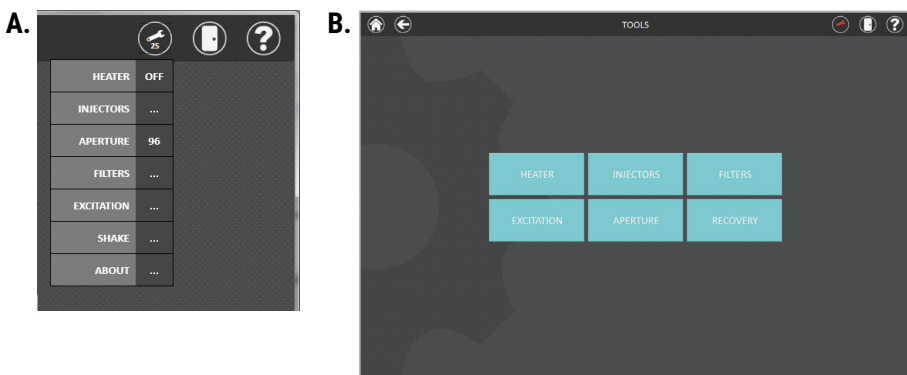 A.
25
HEATER OFF
INJECTORS ...
APERTURE 96
FILTERS ...
EXCITATION ...
SHAKE ...
ABOUT ...
B.
TOOLS
?
HEATER INJECTORS FILTERS
EXCITATION APERTURE RECOVERY